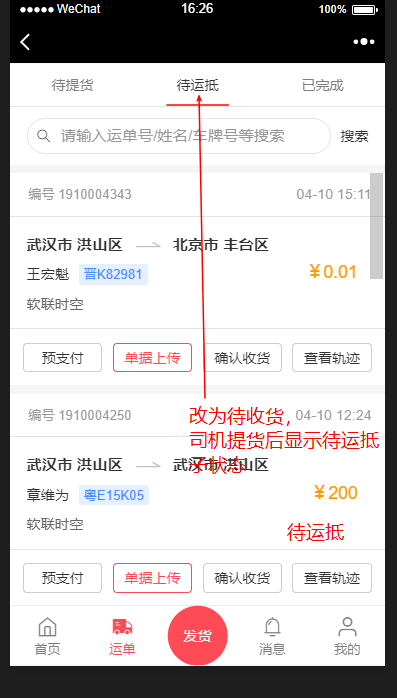 ●●●●● WeChat 16:26 100%
待提货 待运抵 已完成
请输入运单号/姓名/车牌号等搜索 搜索
编号 1910004343 04-10 15:11
武汉市 洪山区 北京市 丰台区
王宏魁 晋K82981 ￥0.01
软联时空
预支付 单据上传 确认收货 查看轨迹
改为待收货，
编号 1910004250 04-10 12:24
司机提货后显示待运抵
子状态
武汉市 洪山区 武汉市 洪山区
章维为 粤E15K05 ￥200
软联时空
待运抵
预支付 单据上传 确认收货 查看轨迹
首页 运单 发货 消息 我的